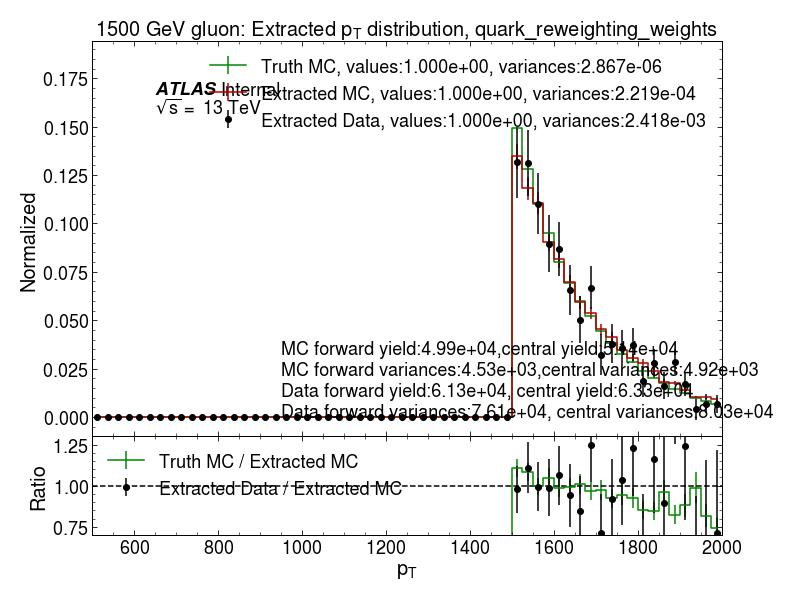 1500 GeV gluon: Extracted pT distribution, quark_reweighting_weights
Truth MC, values:1.000e+00, variances:2.867e-06
ATLAS Internal
Extracted MC, values:1.000e+00, variances:2.219e-04
√s = 13 TeV
Extracted Data, values:1.000e+00, variances:2.418e-03
0.175
0.150
0.125
0.100
0.075
0.050
0.025
0.000
Normalized
MC forward yield:4.99e+04,central
MC forward variances:4.53e+03,central variances:4.92e+03
Data forward yield:6.13e+04, central yield:6.33e+04
Data forward variances:7.61e+04, central variances:8.03e+04
1.25
1.00
0.75
Ratio
Truth MC / Extracted MC
Extracted Data / Extracted MC
600 800 1000 1200 1400 1600 1800 2000
pT